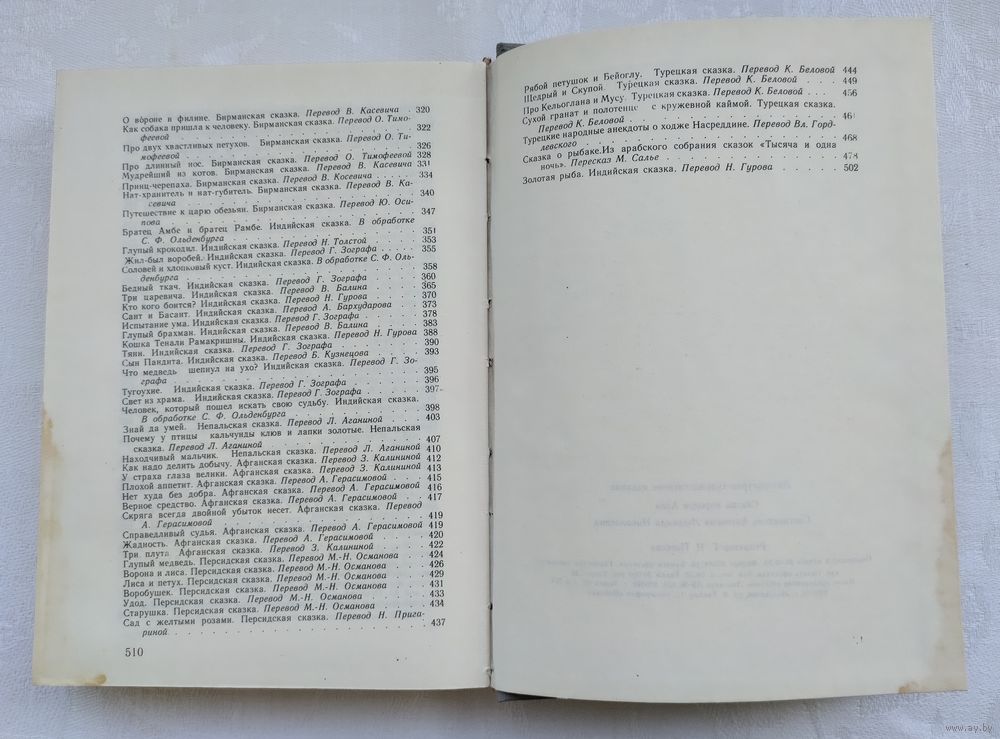 О вороне и филине. Бирманская сказка. Перевод В. Касевича . 320
Как собака пришла к человеку. Бирманская сказка. Перевод О. Тимо-
феевой . . . 322
Про двух хвастливых петухов. Бирманская сказка. Перевод О. Ти-
мофеевой . . . 326
Про длинный нос. Бирманская сказка. Перевод О. Тимофеевой 328
Мудрейший из котов. Бирманская сказка. Перевод В. Касевича 331
Принц-черепаха. Бирманская сказка. Перевод В. Косевича . . 334
Нат-хранитель и нат-губитель. Бирманская сказка. Перевод В. Ка-
севича . . . 340
Путешествие к царю обезьян. Бирманская сказка. Перевод Ю. Оси-
пова . . . 347
Братец Амбе и братец Рамбе. Индийская сказка. В обработке
С. Ф. Ольденбурга . . . 351
Глупый крокодил. Индийская сказка. Перевод Н. Толстой . . 353
Жил-был воробей. Индийская сказка. Перевод Г. Зографа . . . 355
Соловей и хлопковый куст. Индийская сказка. В обработке С. Ф. Оль-
денбурга . . . 358
Бедный ткач. Индийская сказка. Перевод Г. Зографа . . . 360
Три царевича. Индийская сказка. Перевод В. Балина . . . 365
Кто кого боится? Индийская сказка. Перевод Н. Гурова . . . 370
Сант и Басант. Индийская сказка. Перевод А. Бархударова . 373
Испытание ума. Индийская сказка. Перевод Г. Зографа . . . 378
Глупый брахман. Индийская сказка. Перевод В. Балина . . . 383
Кошка Тенали Рамакришны. Индийская сказка. Перевод Н. Гурова 388
Тяни. Индийская сказка. Перевод Г. Зографа . . . 390
Сын Пандита. Индийская сказка. Перевод Б. Кузнецова . . . 393
Что медведь шепнул на ухо? Индийская сказка. Перевод Г. Зо-
графа . . . 395
Тугоухие. Индийская сказка. Перевод Г. Зографа . . . 396
Свет из храма. Индийская сказка. Перевод Г. Зографа . . . 397
Человек, который пошел искать свою судьбу. Индийская сказка.
В обработке С. Ф. Ольденбурга . . . 398
Знай да умей. Непальская сказка. Перевод Л. Аганиной . . . 403
Почему у птицы кальчунды клюв и лапки золотые. Непальская
сказка. Перевод Л. Аганиной . . . 407
Находчивый мальчик. Непальская сказка. Перевод Л. Аганиной 410
Как надо делить добычу. Афганская сказка. Перевод З. Калининой 412
У страха глаза велики. Афганская сказка. Перевод З. Калининой 413
Плохой аппетит. Афганская сказка. Перевод А. Герасимовой . 415
Нет худа без добра. Афганская сказка. Перевод А. Герасимовой 416
Верное средство. Афганская сказка. Перевод А. Герасимовой . 417
Скряга всегда двойной убыток несет. Афганская сказка. Перевод
А. Герасимовой . . . 419
Справедливый судья. Афганская сказка. Перевод А. Герасимовой 419
Жадность. Афганская сказка. Перевод А. Герасимовой . . . 420
Три плута. Афганская сказка. Перевод З. Калининой . . . 422
Глупый медведь. Персидская сказка. Перевод М.-Н. Османова . 424
Ворона и лиса. Персидская сказка. Перевод М.-Н. Османова . . 426
Лиса и петух. Персидская сказка. Перевод М.-Н. Османова . . 429
Воробушек. Персидская сказка. Перевод М.-Н. Османова . . . 431
Удод. Персидская сказка. Перевод М.-Н. Османова . . . 433
Старушка. Персидская сказка. Перевод М.-Н. Османова . . . 434
Сад с желтыми розами. Персидская сказка. Перевод Н. Приго-
риной . . . 437
510
Рябой петушок и Бейоглу. Турецкая сказка. Перевод К. Беловой 444
Щедрый и Скупой. Турецкая сказка. Перевод К. Беловой . . . 449
Про Кельоглана и Мусу. Турецкая сказка. Перевод К. Беловой . 456
Сухой гранат и полотенце с кружевной каймой. Турецкая сказка.
Перевод К. Беловой . . . 46
Турецкие народные анекдоты о ходже Насреддине. Перевод Вл. Горд-
левского . . . 468
Сказка о рыбаке.Из арабского собрания сказок «Тысяча и одна
ночь». Пересказ М. Салье . . . 478
Золотая рыба. Индийская сказка. Перевод Н. Гурова . . . 502
www.ay.by